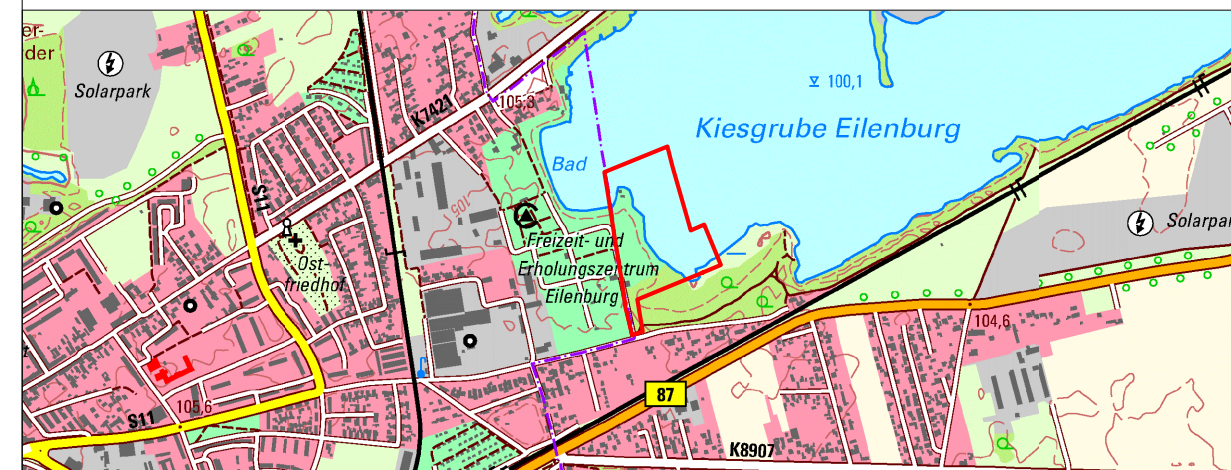 er-
der
Solarpark
K7421
105,3
100,1
Kiesgrube Eilenburg
Bad
S11
105
Solarpar
Freizeit- und
Erholungszentrum
Eilenburg
Ost-
friedhof
104,6
87
105,6
S11
K8907